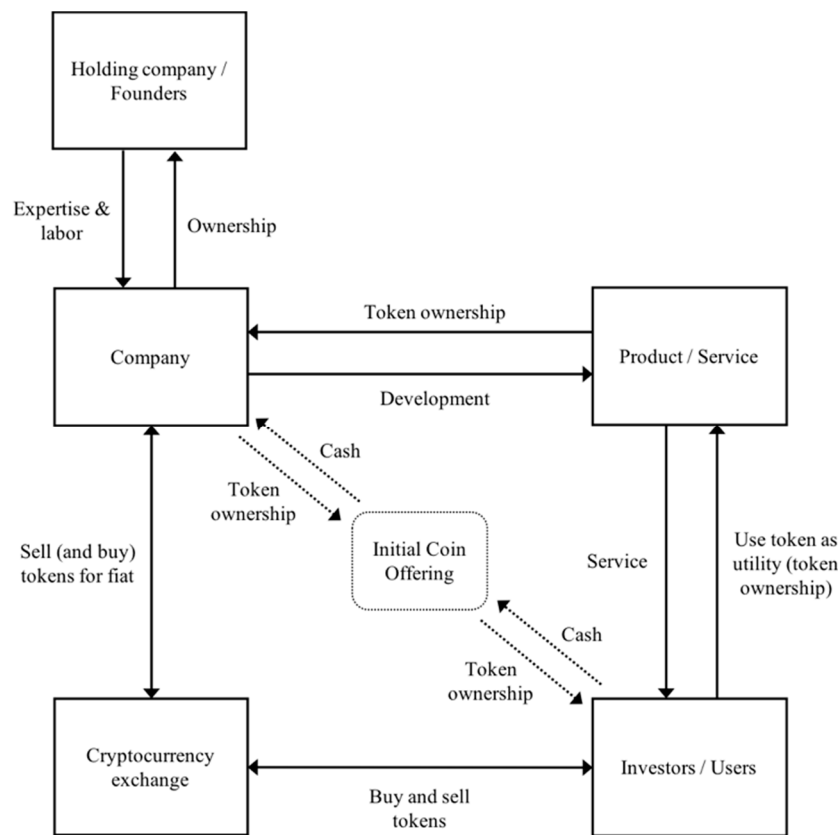 Holding company /
Founders
Expertise &
labor
Ownership
Token ownership
Company
Product / Service
Development
Cash
Token
ownership
Initial Coin
Offering
Sell (and buy)
tokens for fiat
Service
Use token as
utility (token
ownership)
Cash
Token
ownership
Cryptocurrency
exchange
Investors / Users
Buy and sell
tokens